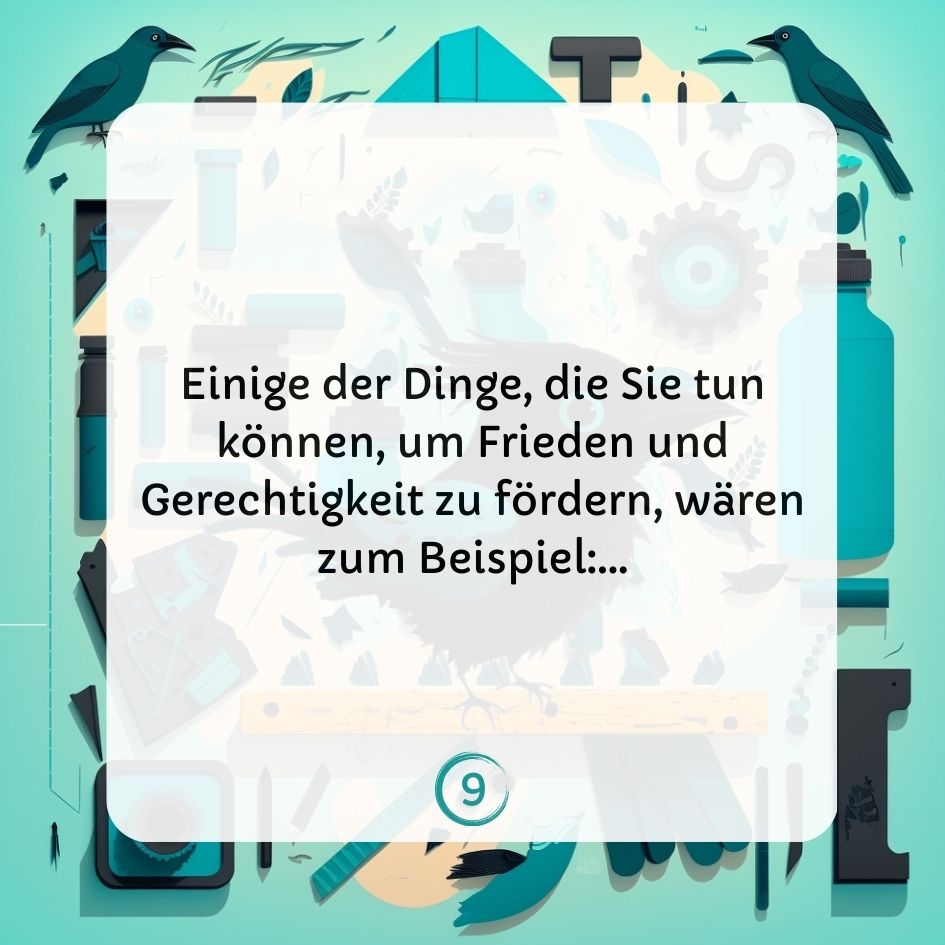 Einige der Dinge, die Sie tun
können, um Frieden und
Gerechtigkeit zu fördern, wären
zum Beispiel:...
9